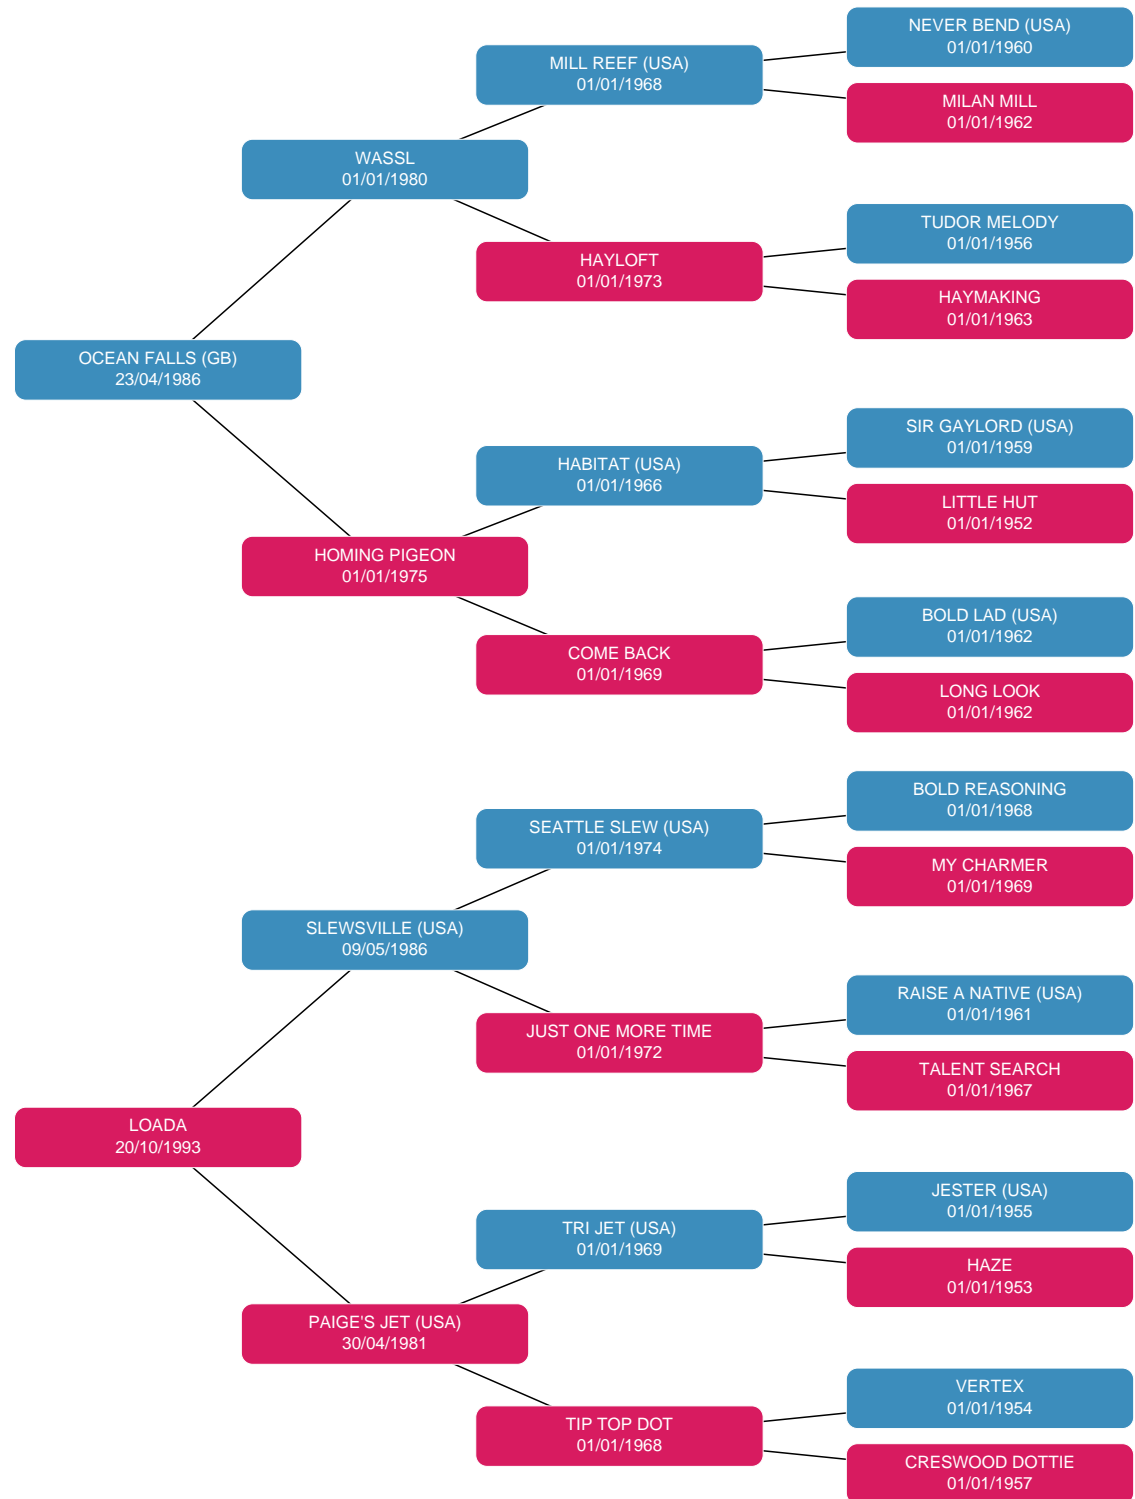 NEVER BEND (USA)
01/01/1960
MILL REEF (USA)
01/01/1968
MILAN MILL
01/01/1962
WASSL
01/01/1980
TUDOR MELODY
01/01/1956
HAYLOFT
01/01/1973
HAYMAKING
01/01/1963
OCEAN FALLS (GB)
23/04/1986
SIR GAYLORD (USA)
01/01/1959
HABITAT (USA)
01/01/1966
LITTLE HUT
01/01/1952
HOMING PIGEON
01/01/1975
BOLD LAD (USA)
01/01/1962
COME BACK
01/01/1969
LONG LOOK
01/01/1962
BOLD REASONING
01/01/1968
SEATTLE SLEW (USA)
01/01/1974
MY CHARMER
01/01/1969
SLEWSVILLE (USA)
09/05/1986
RAISE A NATIVE (USA)
01/01/1961
JUST ONE MORE TIME
01/01/1972
TALENT SEARCH
01/01/1967
LOADA
20/10/1993
JESTER (USA)
01/01/1955
TRI JET (USA)
01/01/1969
HAZE
01/01/1953
PAIGE'S JET (USA)
30/04/1981
VERTEX
01/01/1954
TIP TOP DOT
01/01/1968
CRESWOOD DOTTIE
01/01/1957